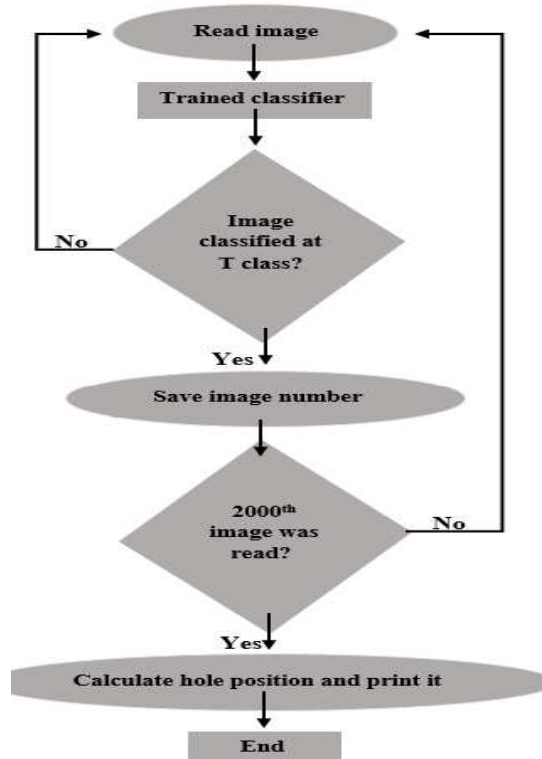 Read image
Trained classifier
Image
classified at
T class?
No
Yes
Save image number
2000th
image was
read?
No
Yes
Calculate hole position and print it
End